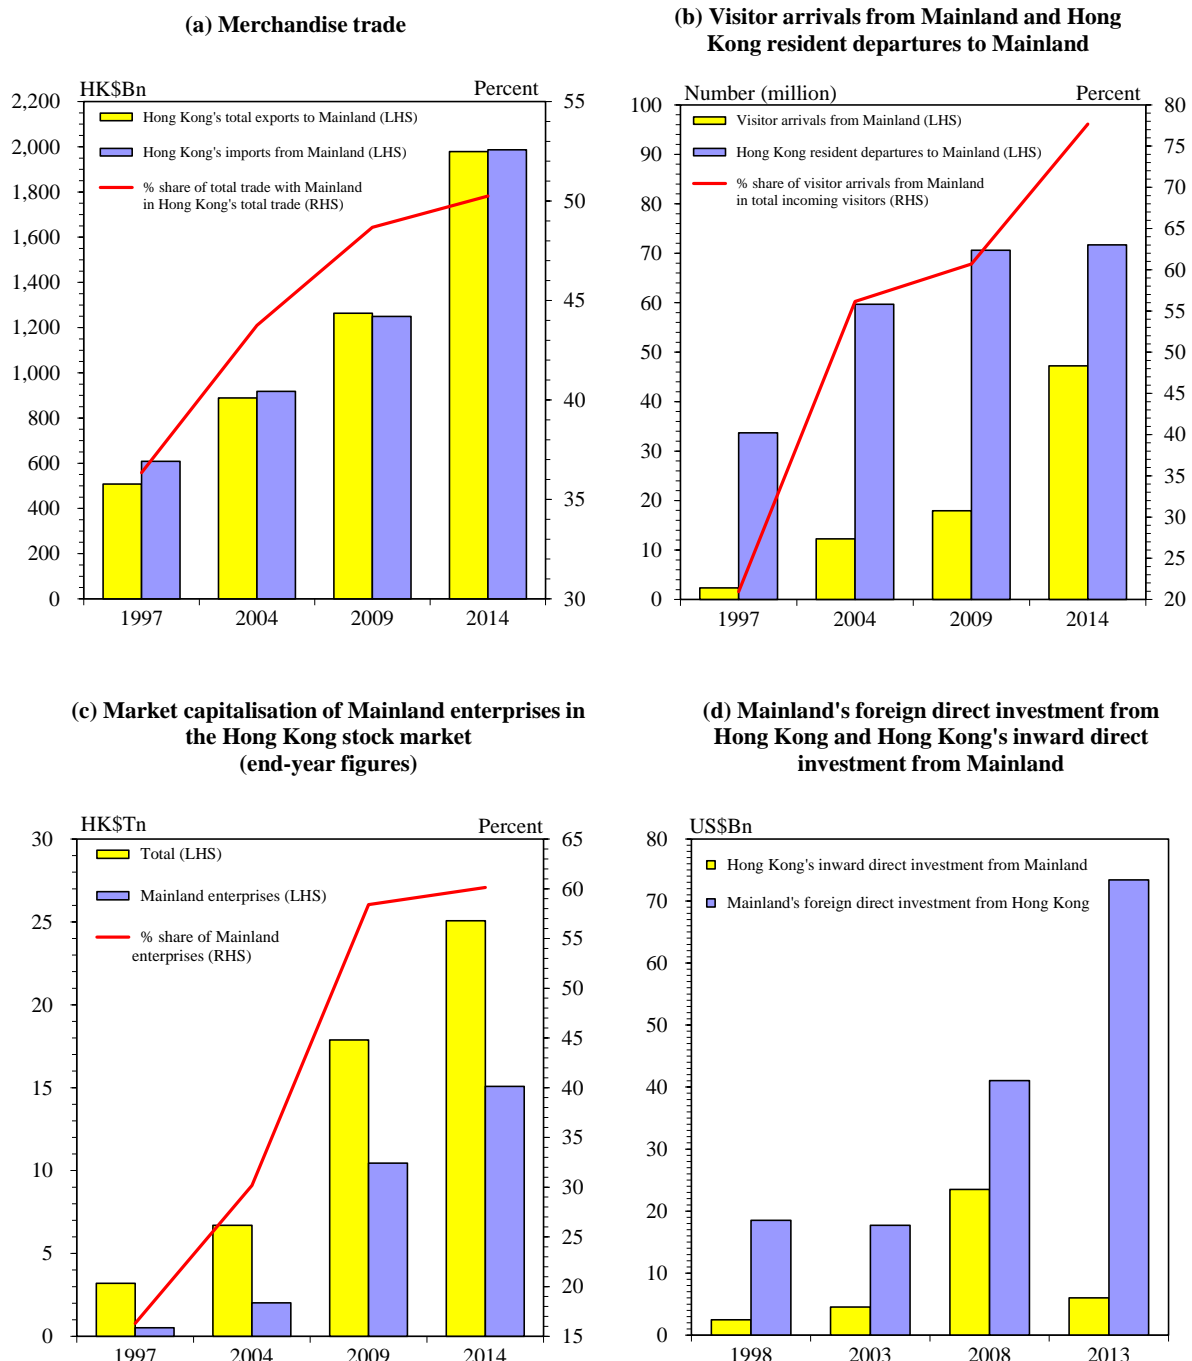 (a) Merchandise trade
HK$Bn
Percent
2,200
2,000
1,800
1,600
1,400
1,200
1,000
800
600
400
200
0
55
50
45
40
35
30
Hong Kong's total exports to Mainland (LHS)
Hong Kong's imports from Mainland (LHS)
% share of total trade with Mainland
in Hong Kong's total trade (RHS)
1997 2004 2009 2014
(b) Visitor arrivals from Mainland and Hong
Kong resident departures to Mainland
Number (million)
Percent
100
90
80
70
60
50
40
30
20
10
0
80
75
70
65
60
55
50
45
40
35
30
25
20
Visitor arrivals from Mainland (LHS)
Hong Kong resident departures to Mainland (LHS)
% share of visitor arrivals from Mainland
in total incoming visitors (RHS)
1997 2004 2009 2014
(c) Market capitalisation of Mainland enterprises in
the Hong Kong stock market
(end-year figures)
HK$Tn
Percent
30
25
20
15
10
5
0
65
60
55
50
45
40
35
30
25
20
15
Total (LHS)
Mainland enterprises (LHS)
% share of Mainland
enterprises (RHS)
1997 2004 2009 2014
(d) Mainland's foreign direct investment from
Hong Kong and Hong Kong's inward direct
investment from Mainland
US$Bn
80
70
60
50
40
30
20
10
0
Hong Kong's inward direct investment from Mainland
Mainland's foreign direct investment from Hong Kong
1998 2003 2008 2013